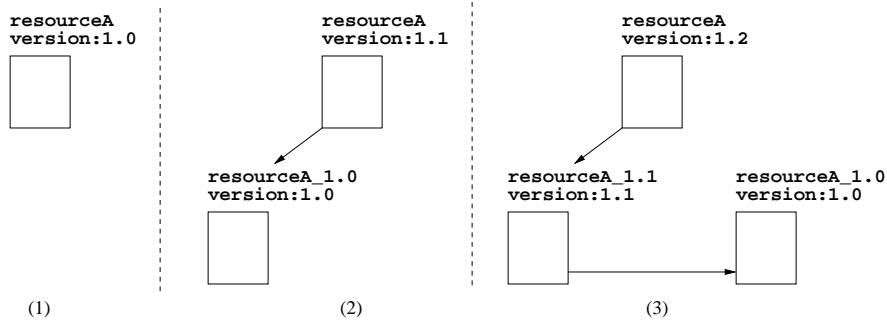 resourceA
version:1.0
resourceA
version:1.1
resourceA_1.0
version:1.0
resourceA
version:1.2
resourceA_1.1
version:1.1
resourceA_1.0
version:1.0
(1)
(2)
(3)